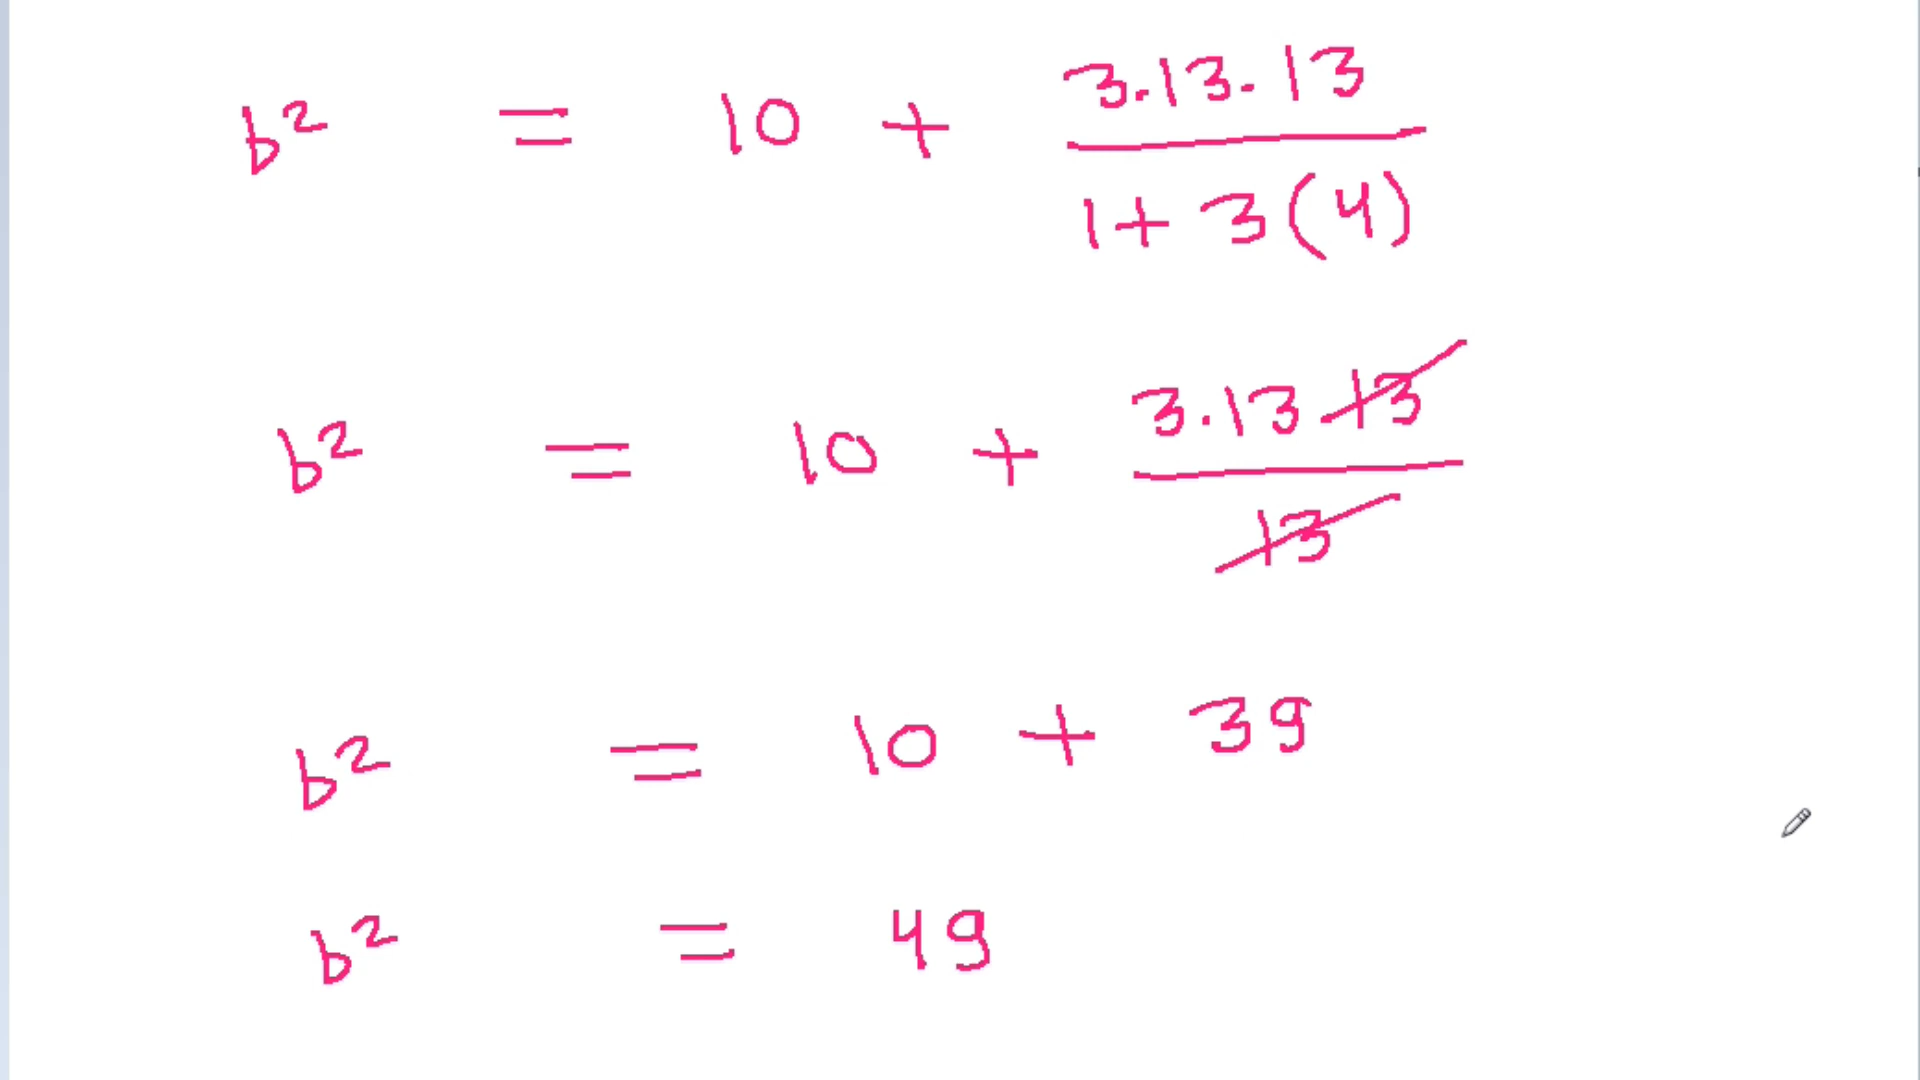 b² = 10 + 3.13.13 / 1+3(4)
b² = 10 + 3.13 13 / 13
b² = 10 + 39
b² = 49